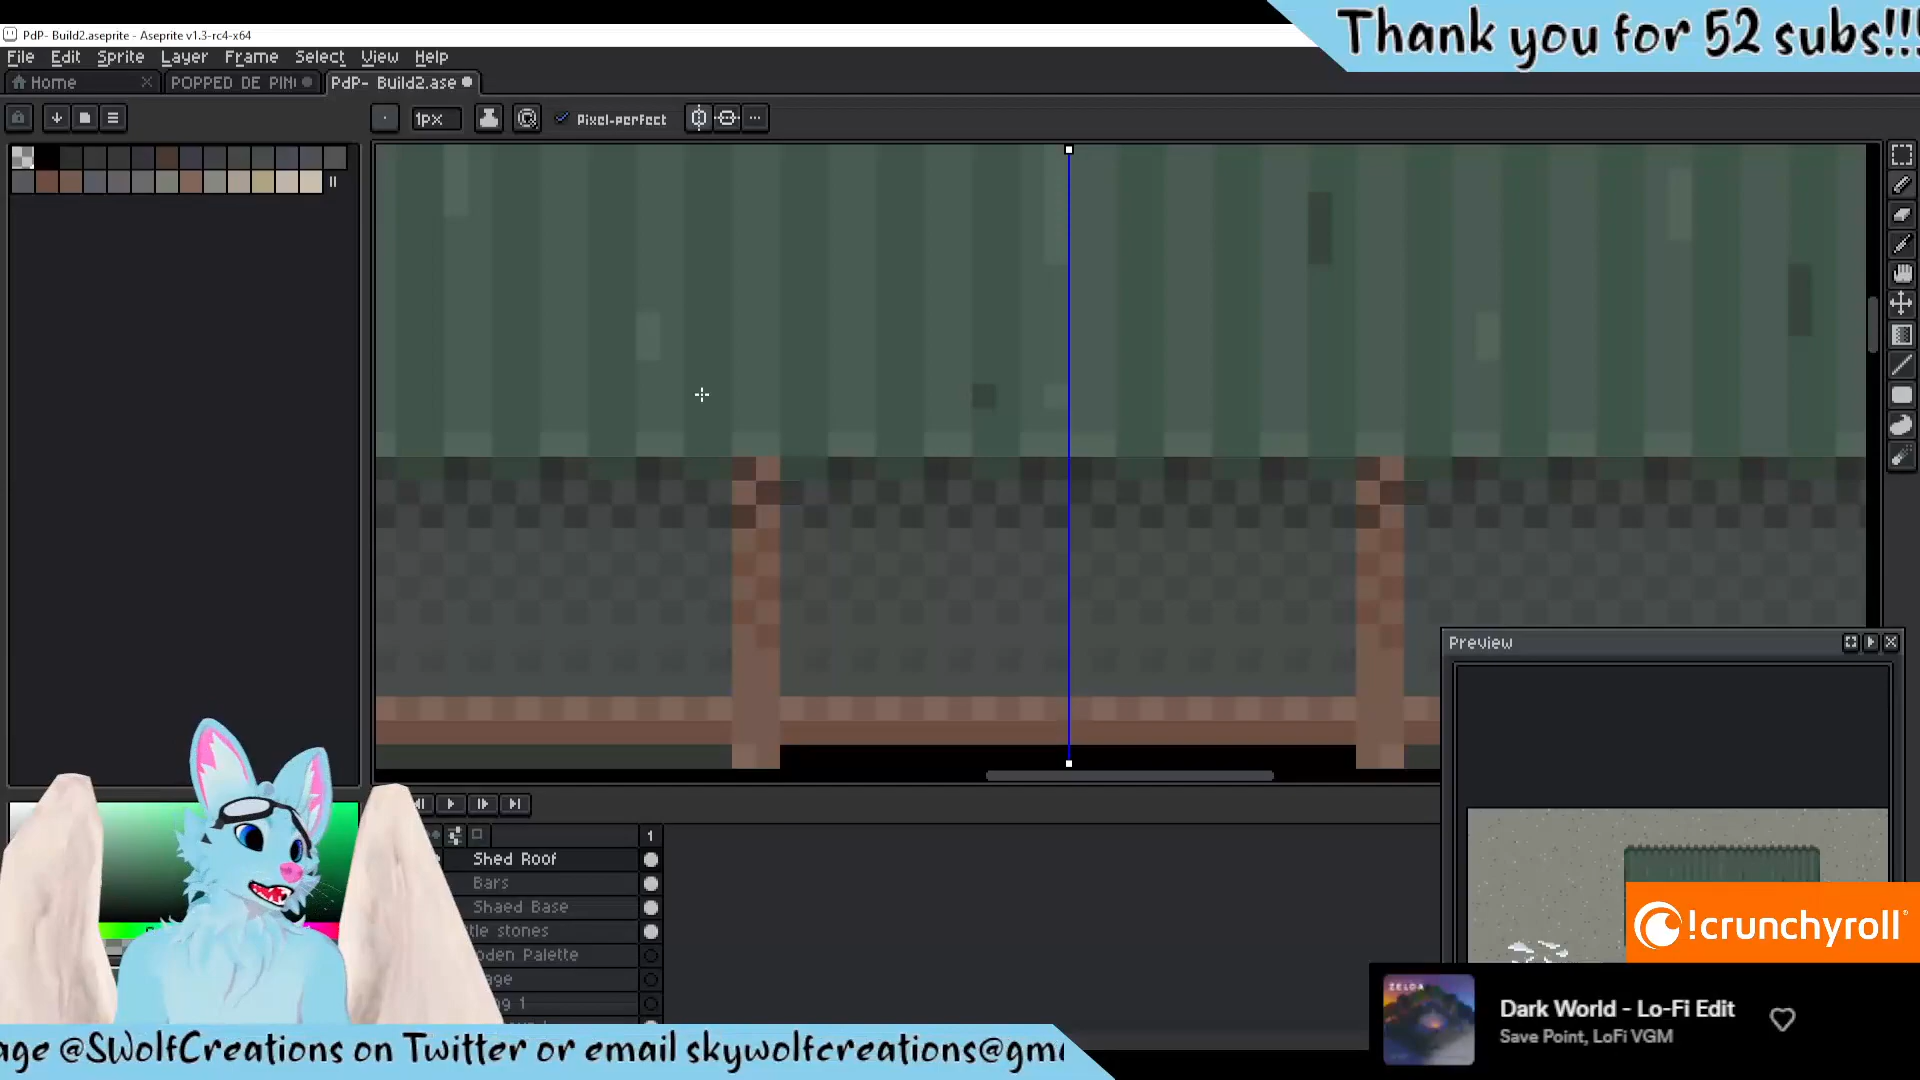 Thank you for 52 subs!!!
PdP- Build2.aseprite - Aseprite v1.3-rc4-x64
File Edit Sprite Layer Frame Select View Help
Home POPPED DE PIN PdP- Build2.ase
1px Pixel-perfect
Preview
1
Shed Roof
Bars
Shaed Base
tle stones
oden Palette
age
g 1
!crunchyroll
ZELDA
Dark World - Lo-Fi Edit
Save Point, LoFi VGM
age @SWolfCreations on Twitter or email skywolfcreations@gm